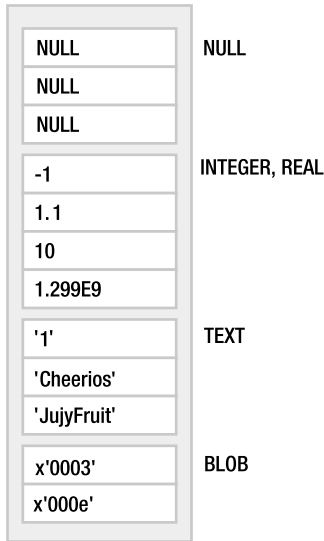 NULL NULL
NULL
NULL
-1 INTEGER, REAL
1.1
10
1.299E9
'1' TEXT
'Cheerios'
'JujyFruit'
x'0003' BLOB
x'000e'